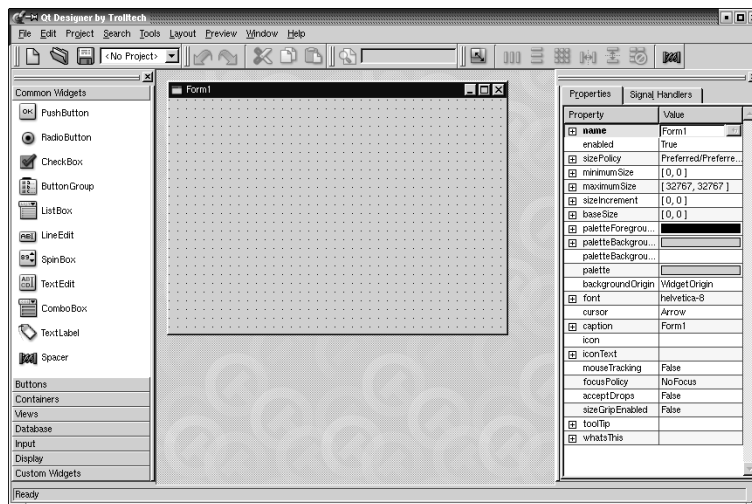 Qt Designer by Trolltech
File Edit Project Search Tools Layout Preview Window Help
<No Project>
Common Widgets
PushButton
RadioButton
CheckBox
ButtonGroup
ListBox
LineEdit
SpinBox
TextEdit
ComboBox
TextLabel
Spacer
Buttons
Containers
Views
Database
Input
Display
Custom Widgets
Form1
Properties Signal Handlers
Property Value
name Form1
enabled True
sizePolicy Preferred/Preferre...
minimumSize [ 0, 0 ]
maximumSize [ 32767, 32767 ]
sizeIncrement [ 0, 0 ]
baseSize [ 0, 0 ]
paletteForegrou...
paletteBackgrou...
paletteBackgrou...
palette
backgroundOrigin WidgetOrigin
font helvetica-8
cursor Arrow
caption Form1
icon
iconText
mouseTracking False
focusPolicy NoFocus
acceptDrops False
sizeGripEnabled False
toolTip
whatsThis
Ready